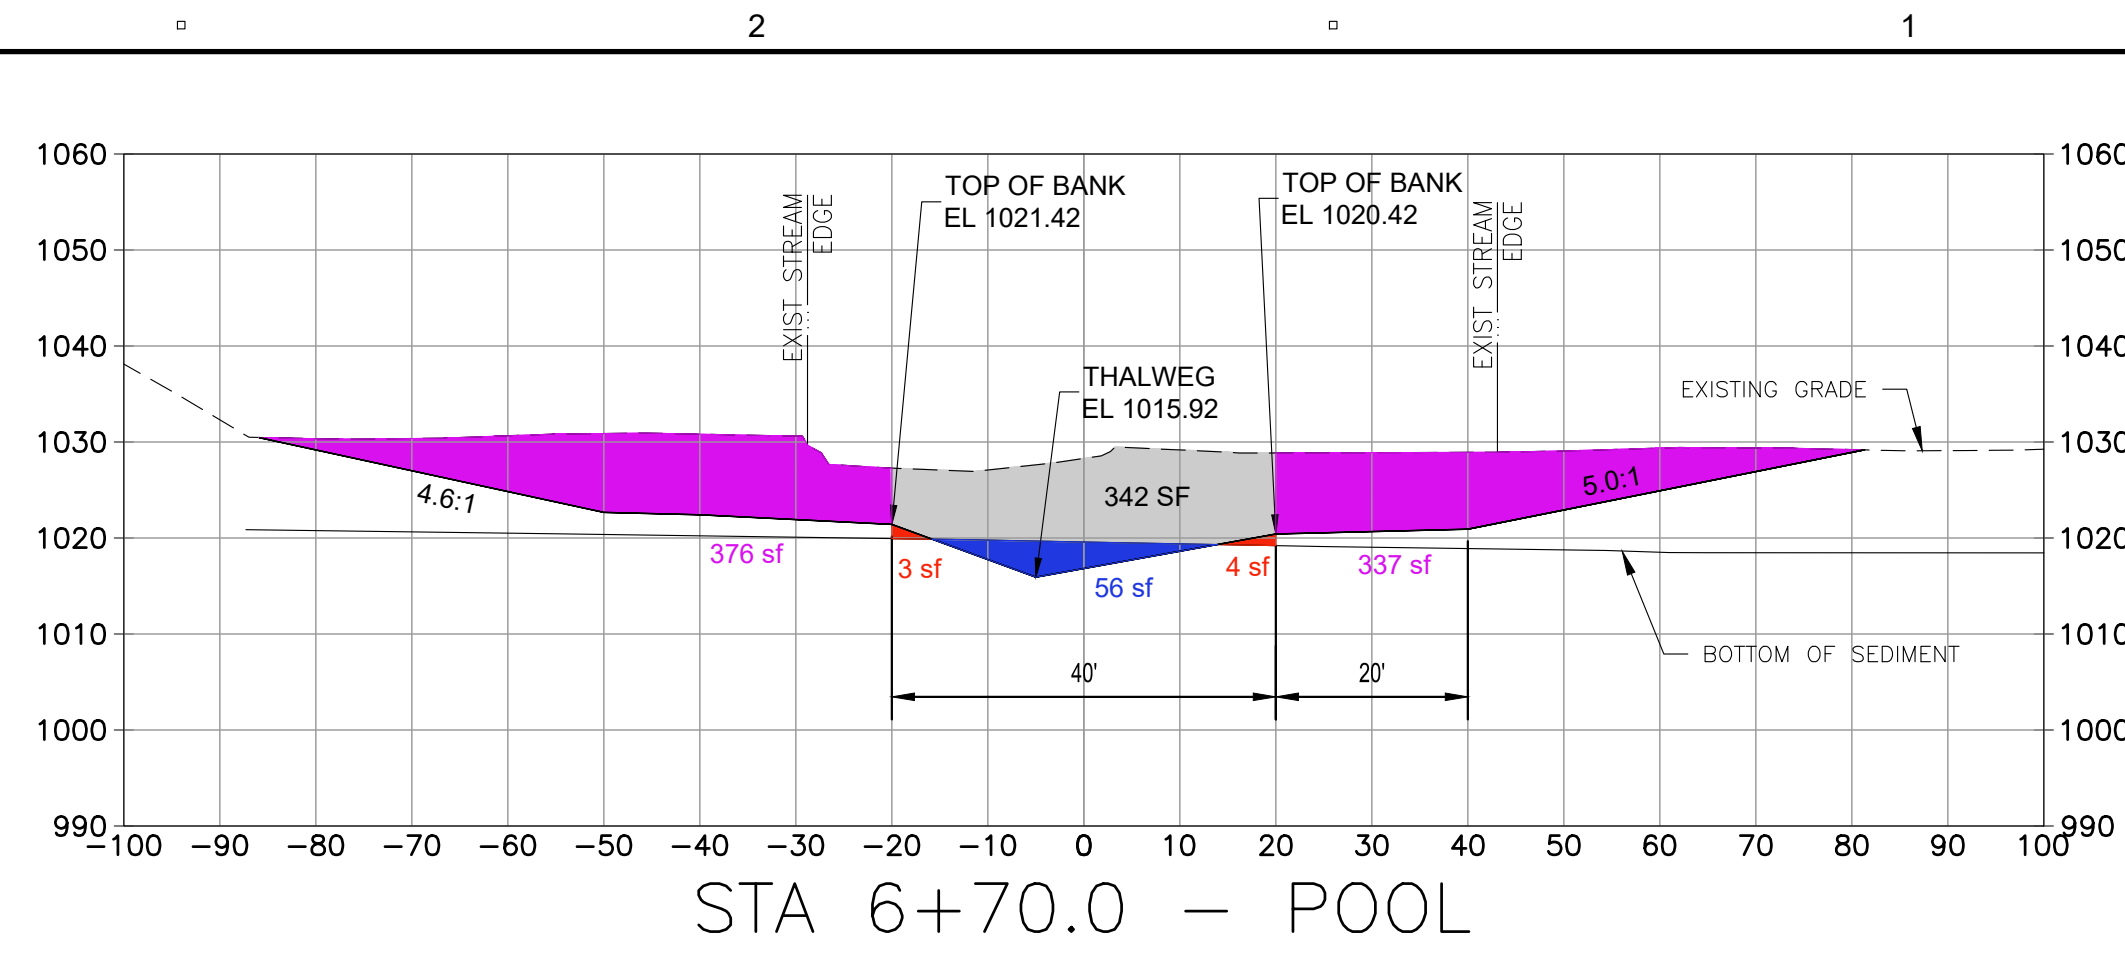 2 1
1060 1060
1050 1050
1040 1040
1030 1030
1020 1020
1010 1010
1000 1000
990 990
EXIST STREAM
EDGE
TOP OF BANK
EL 1021.42
TOP OF BANK
EL 1020.42
EXIST STREAM
EDGE
THALWEG
EL 1015.92
EXISTING GRADE
4.6:1
342 SF
5.0:1
376 sf
3 sf
56 sf
4 sf
337 sf
BOTTOM OF SEDIMENT
40'
20'
-100 -90 -80 -70 -60 -50 -40 -30 -20 -10 0 10 20 30 40 50 60 70 80 90 100
STA 6+70.0 - POOL